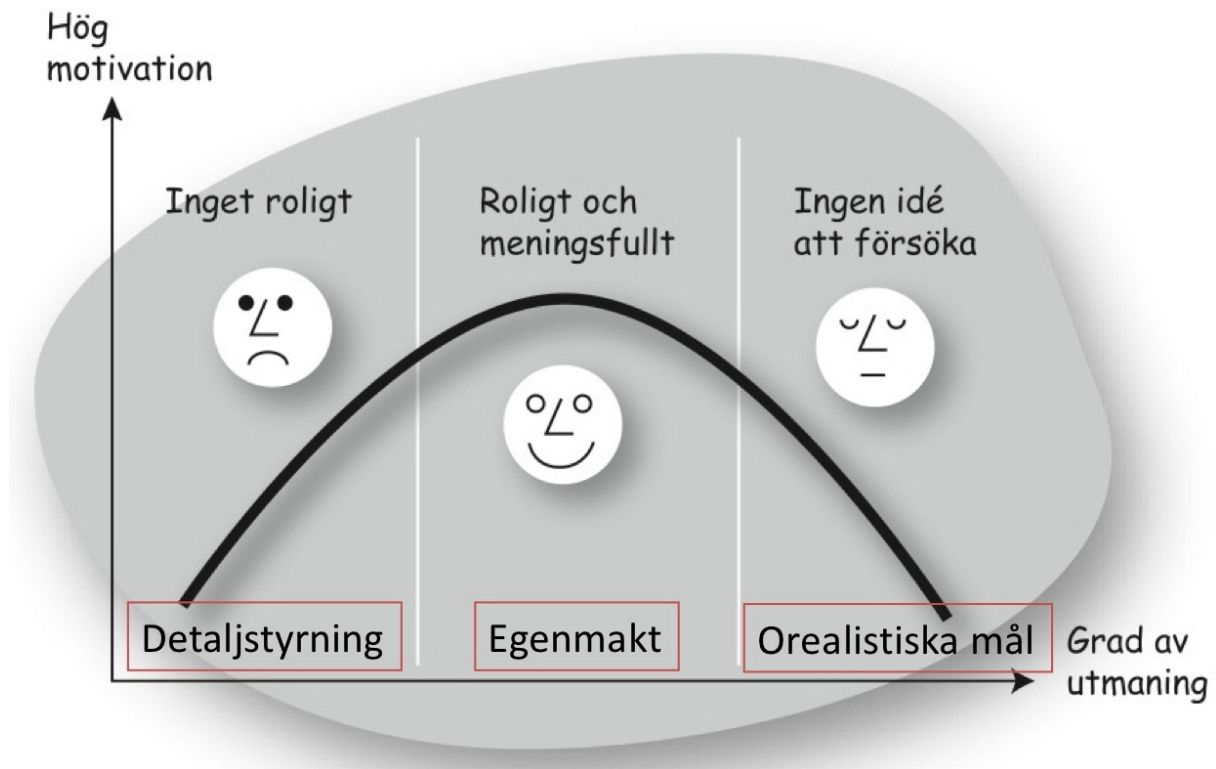 Hög
motivation
Inget roligt
Roligt och
meningsfullt
Ingen idé
att försöka
Detaljstyrning
Egenmakt
Orealistiska mål
Grad av
utmaning